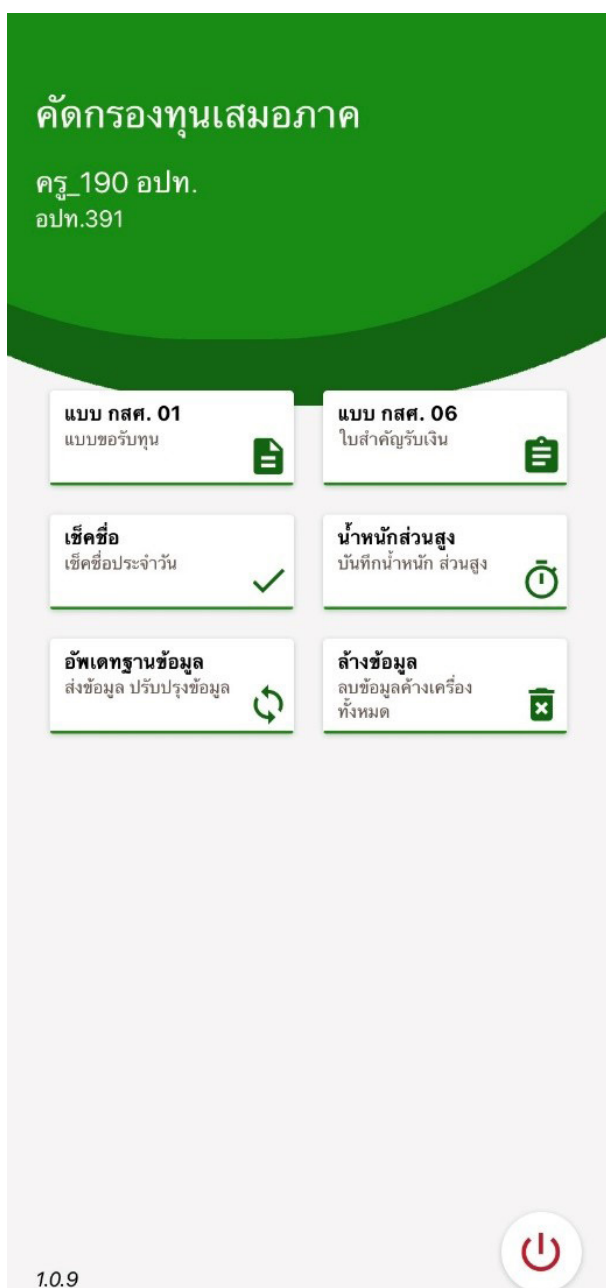 คัดกรองทุนเสมอภาค
ครู_190 อปท.
อปท.391
แบบ กสศ. 01
แบบขอรับทุน
แบบ กสศ. 06
ใบสำคัญรับเงิน
เช็คชื่อ
เช็คชื่อประจำวัน
น้ำหนักส่วนสูง
บันทึกน้ำหนัก ส่วนสูง
อัพเดทฐานข้อมูล
ส่งข้อมูล ปรับปรุงข้อมูล
ล้างข้อมูล
ลบข้อมูลค้างเครื่อง
ทั้งหมด
1.0.9